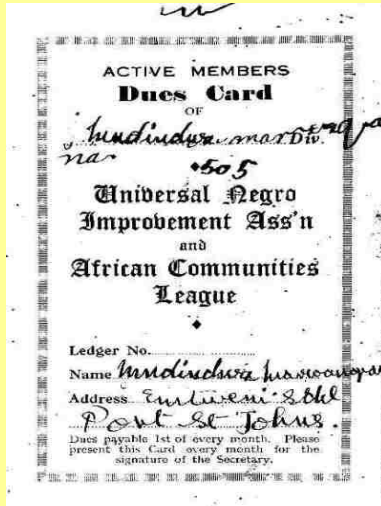 ACTIVE MEMBERS
Dues Card
OF
Div.
505
Universal Negro
Improvement Ass'n
and
African Communities
League
Ledger No.
Name
Address
Port St Johns.
Dues payable 1st of every month. Please
present this Card every month for the
signature of the Secretary.